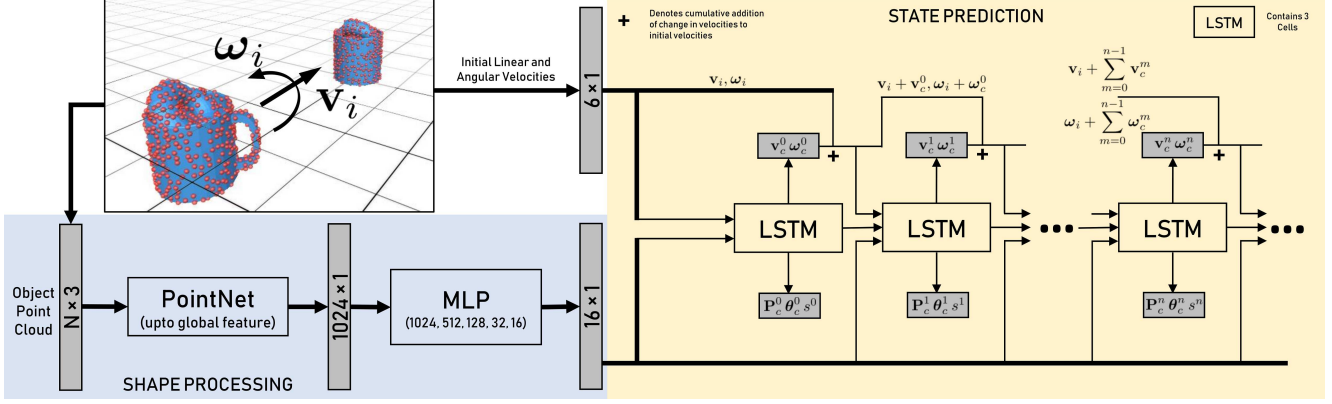 ω_i
v_i
Initial Linear and
Angular Velocities
6 × 1
Object
Point
Cloud
N × 3
PointNet
(upto global feature)
1024 × 1
MLP
(1024, 512, 128, 32, 16)
16 × 1
SHAPE PROCESSING
+
Denotes cumulative addition
of change in velocities to
initial velocities
STATE PREDICTION
LSTM
Contains 3
Cells
v_i, ω_i
v_i + v_c^0, ω_i + ω_c^0
v_i + ∑_{m=0}^{n-1} v_c^m
ω_i + ∑_{m=0}^{n-1} ω_c^m
v_c^0 ω_c^0
+
v_c^1 ω_c^1
+
v_c^n ω_c^n
+
LSTM
LSTM
•••
LSTM
•••
P_c^0 θ_c^0 s^0
P_c^1 θ_c^1 s^1
P_c^n θ_c^n s^n